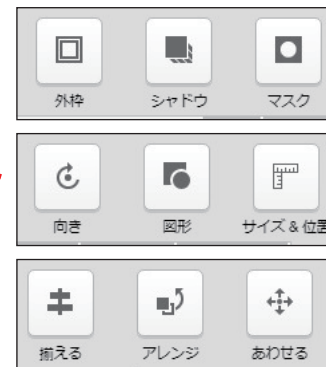 外枠 シャドウ マスク
向き 図形 サイズ & 位置
揃える アレンジ あわせる